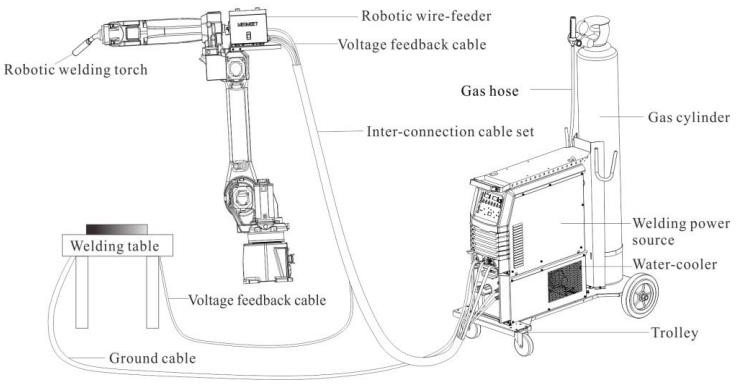 Robotic wire-feeder
Voltage feedback cable
Robotic welding torch
Gas hose
Gas cylinder
Inter-connection cable set
Welding power
source
Welding table
Water-cooler
Voltage feedback cable
Trolley
Ground cable